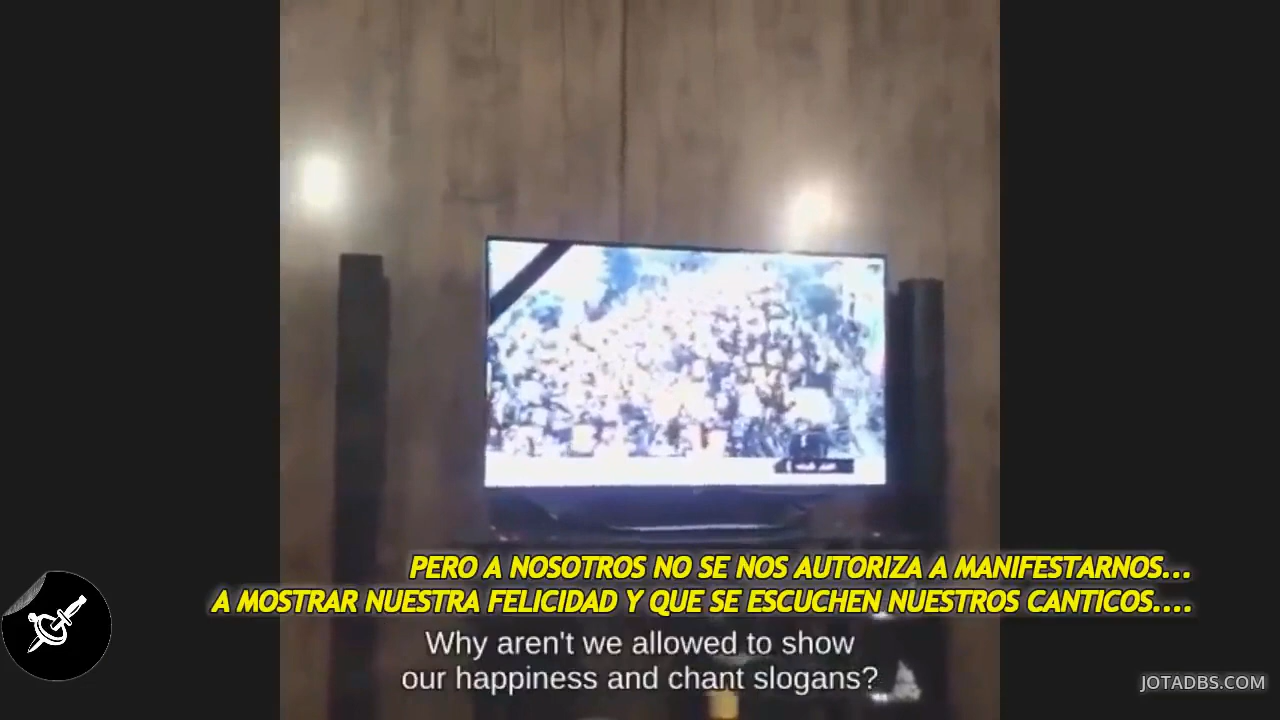 PERO A NOSOTROS NO SE NOS AUTORIZA A MANIFESTARNOS...
A MOSTRAR NUESTRA FELICIDAD Y QUE SE ESCUCHEN NUESTROS CANTICOS....
Why aren't we allowed to show
our happiness and chant slogans?
JOTADBS.COM